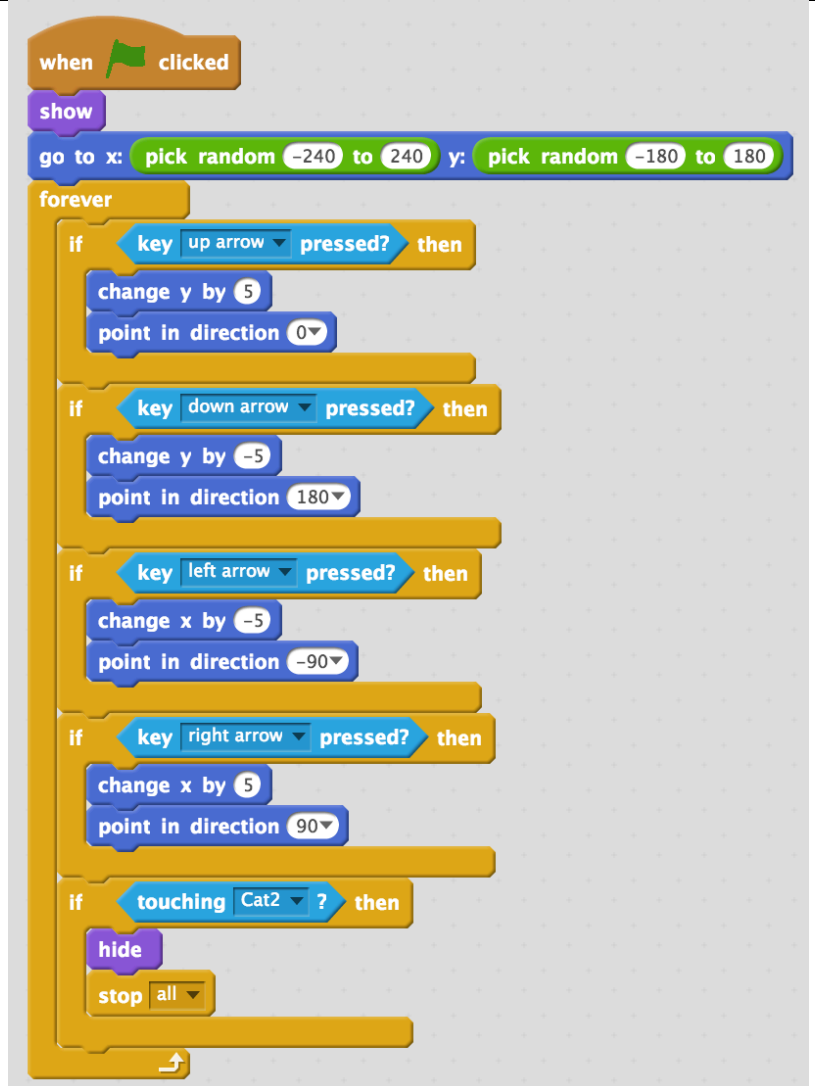 when clicked
show
go to x: pick random -240 to 240 y: pick random -180 to 180
forever
if key up arrow pressed? then
change y by 5
point in direction 0
if key down arrow pressed? then
change y by -5
point in direction 180
if key left arrow pressed? then
change x by -5
point in direction -90
if key right arrow pressed? then
change x by 5
point in direction 90
if touching Cat2 ? then
hide
stop all